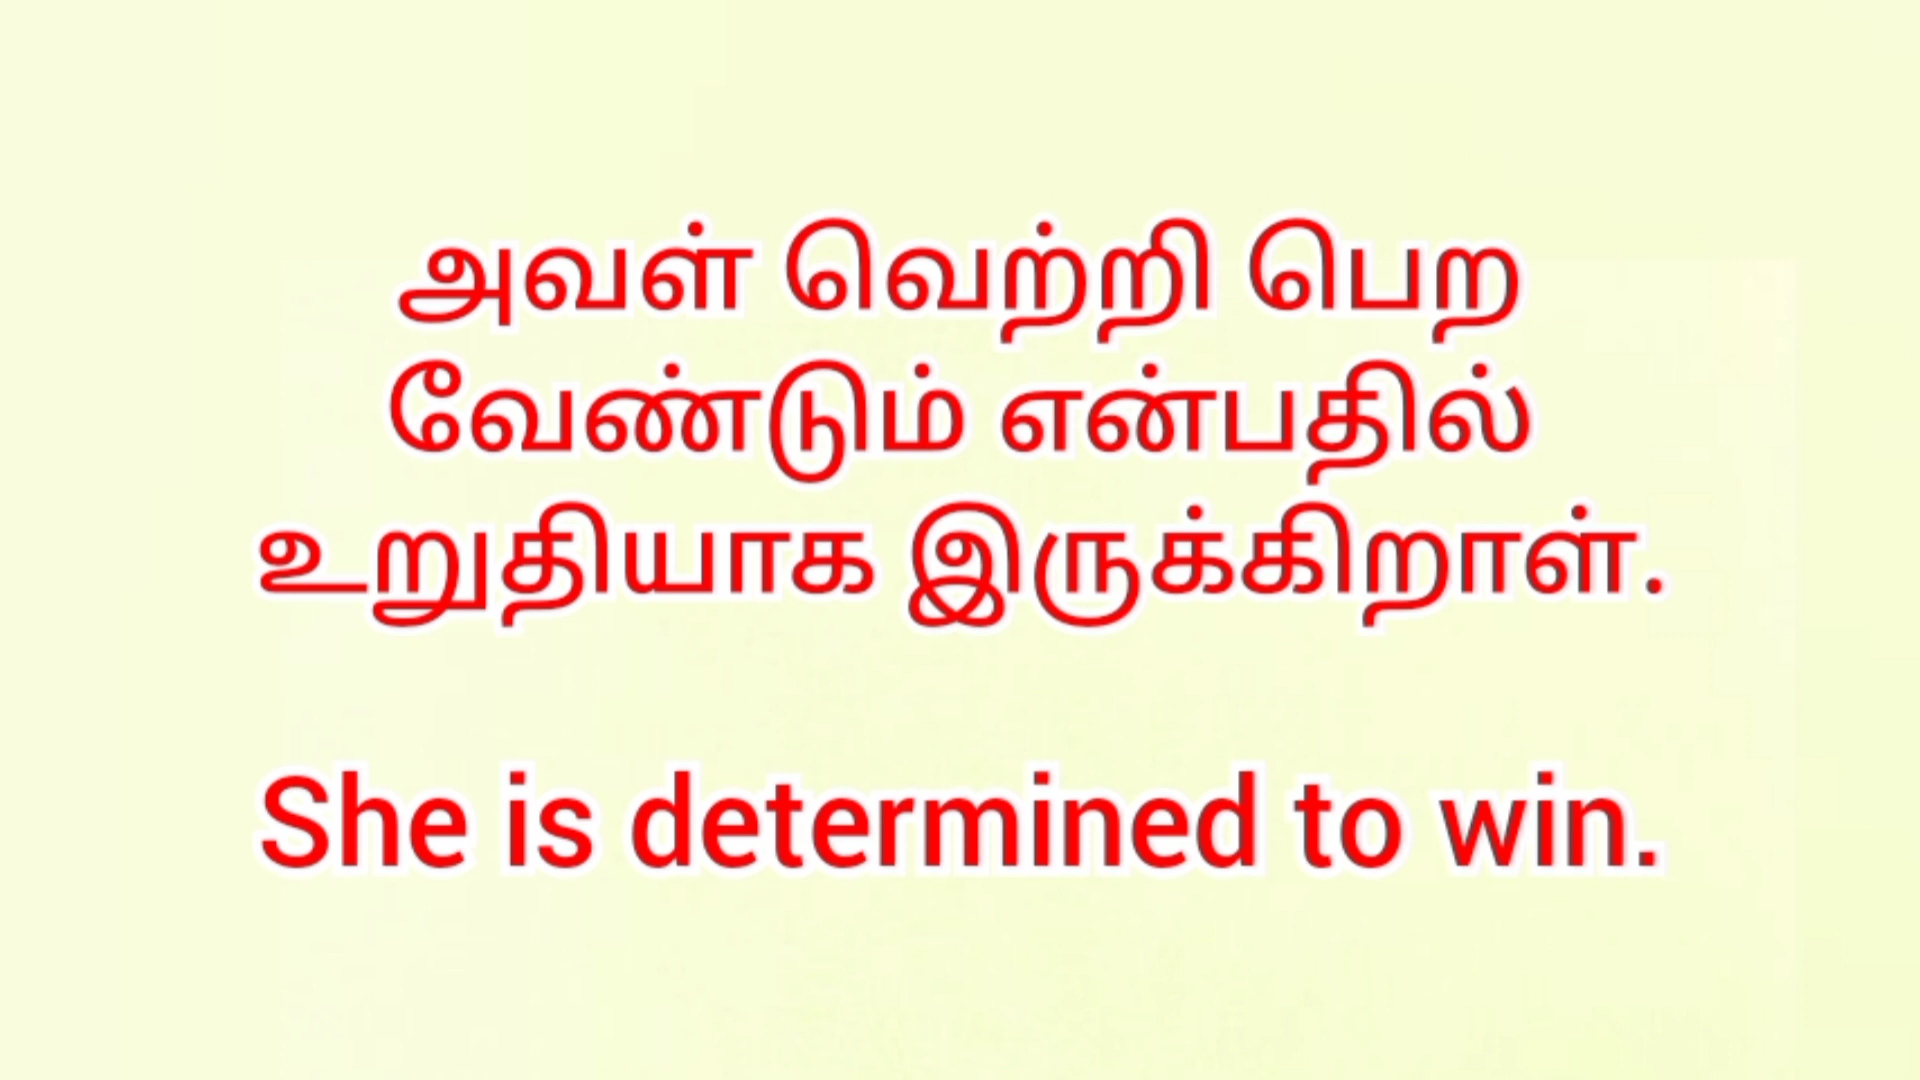 அவள் வெற்றி பெற
வேண்டும் என்பதில்
உறுதியாக இருக்கிறாள்.
She is determined to win.